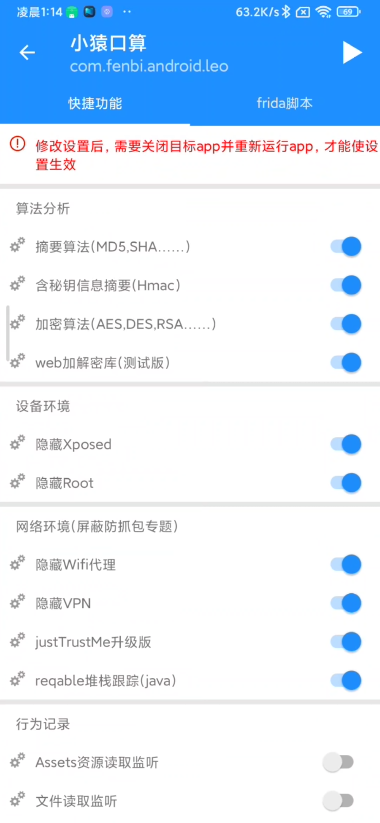 凌晨1:14 ·· 63.2K/s 69
小猿口算
com.fenbi.android.leo
快捷功能 frida脚本
修改设置后，需要关闭目标app并重新运行app，才能使设
置生效
算法分析
摘要算法(MD5,SHA……)
含秘钥信息摘要(Hmac)
加密算法(AES,DES,RSA……)
web加解密库(测试版)
设备环境
隐藏Xposed
隐藏Root
网络环境(屏蔽防抓包专题)
隐藏Wifi代理
隐藏VPN
justTrustMe升级版
reqable堆栈跟踪(java)
行为记录
Assets资源读取监听
文件读取监听